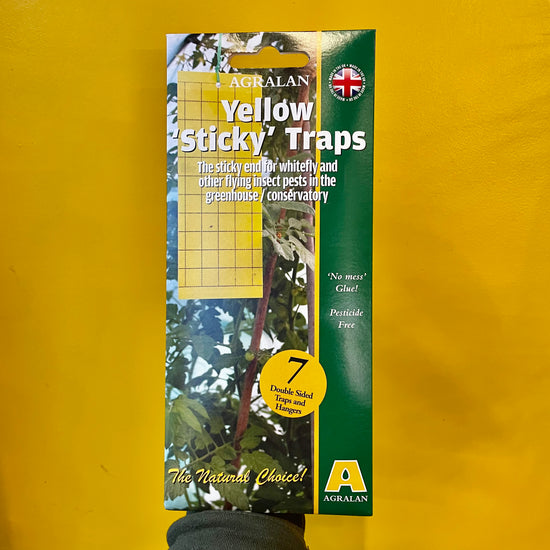 AGRALAN
Yellow
'Sticky' Traps
The sticky end for whitefly and
other flying insect pests in the
greenhouse / conservatory
'No mess'
Glue!
Pesticide
Free
7
Double Sided
Traps and
Hangers
The Natural Choice!
A
AGRALAN